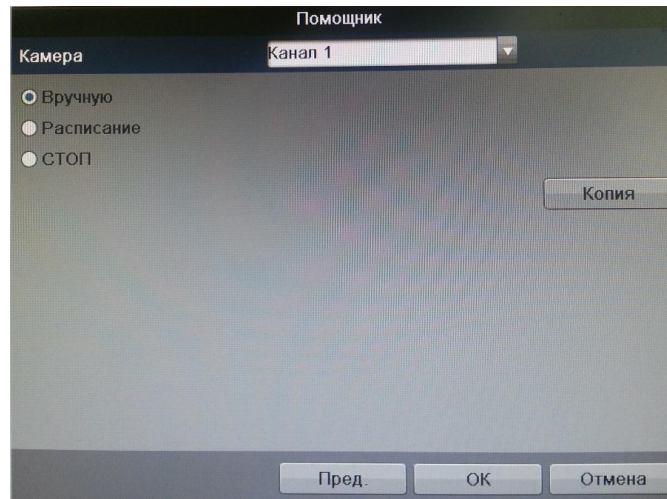 Помощник
Камера Канал 1
Вручную
Расписание
СТОП
Копия
Пред. OK Отмена